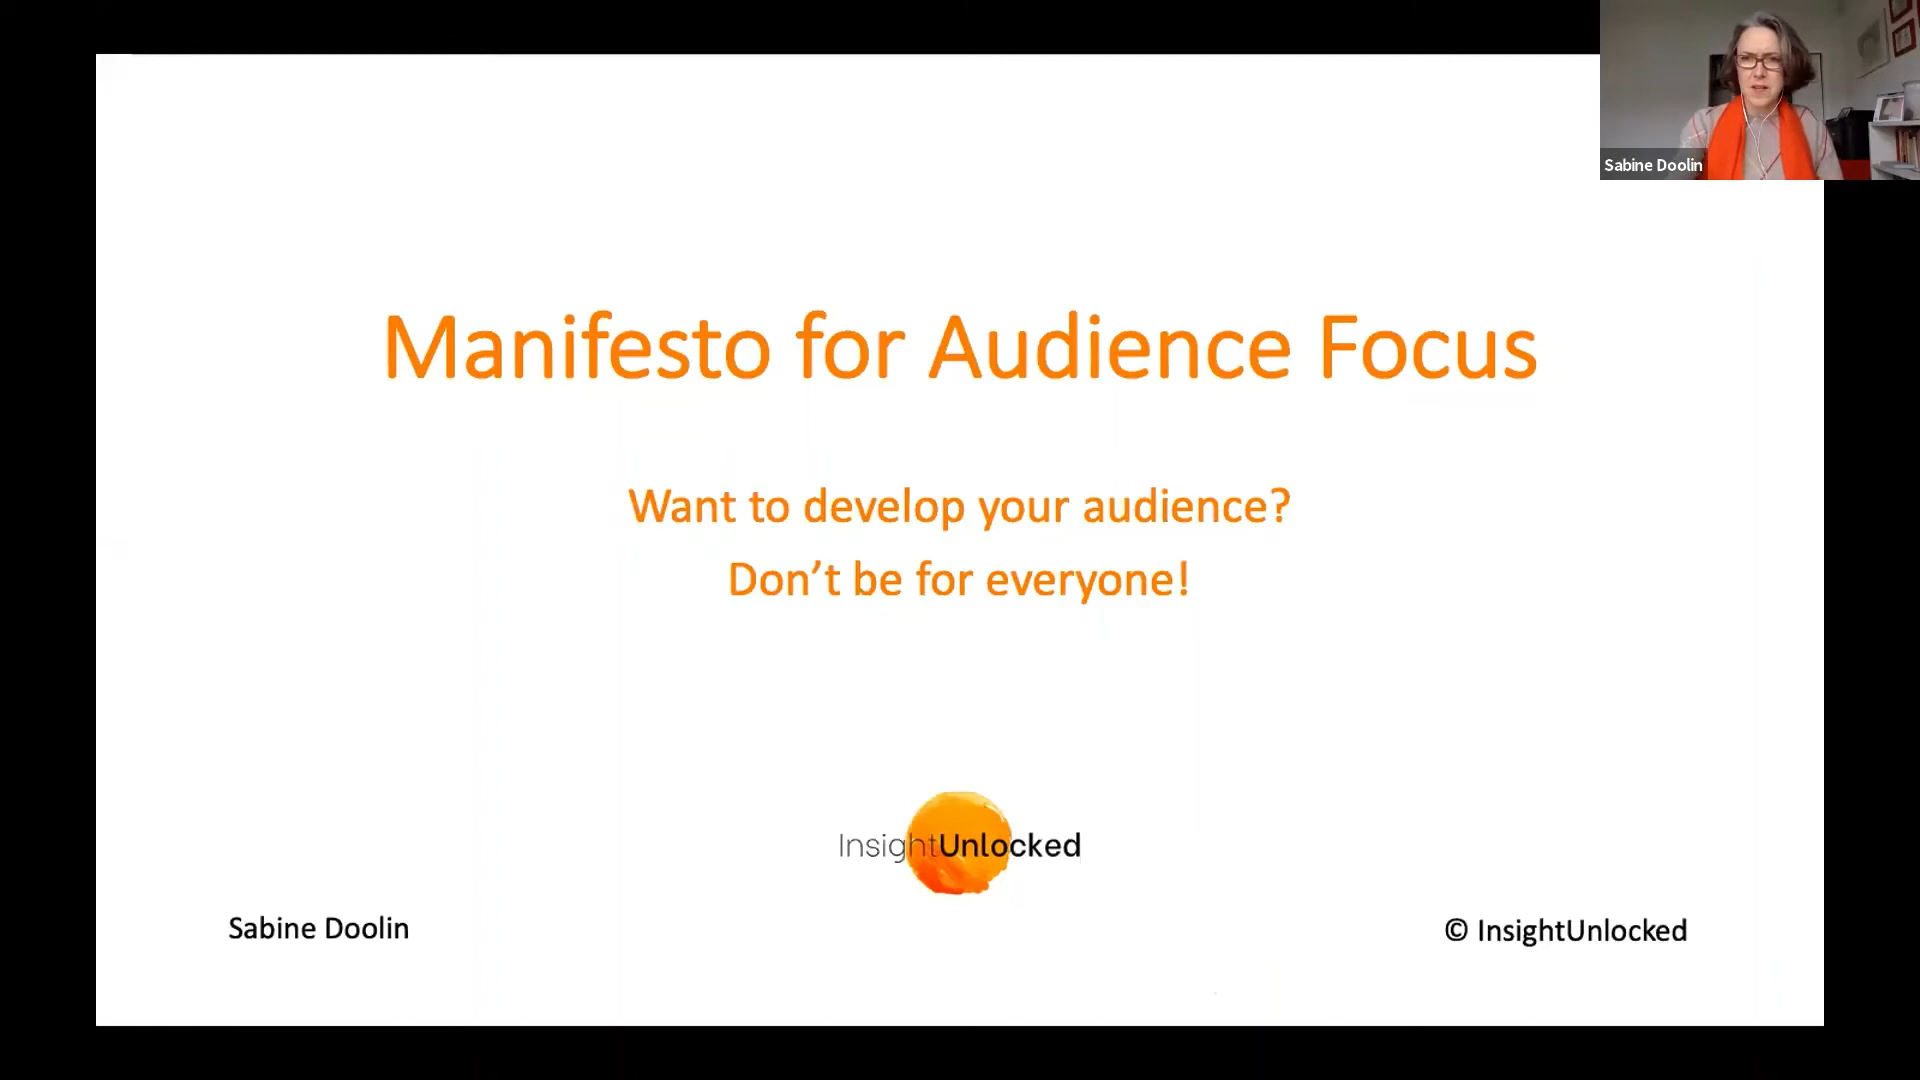 Sabine Doolin
Manifesto for Audience Focus
Want to develop your audience?
Don’t be for everyone!
InsightUnlocked
Sabine Doolin
© InsightUnlocked